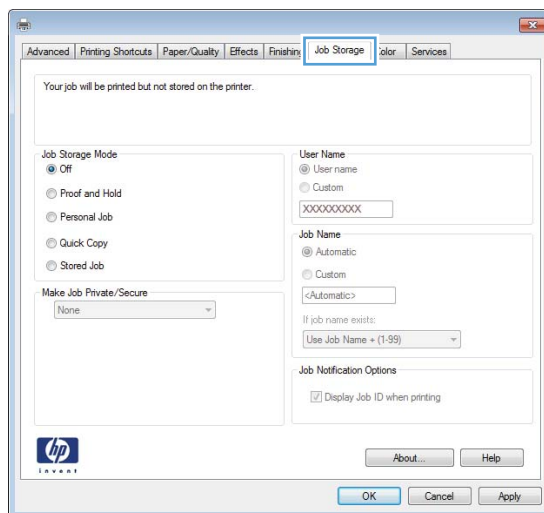 Advanced Printing Shortcuts Paper/Quality Effects Finishing Job Storage Color Services
Your job will be printed but not stored on the printer.
Job Storage Mode
Off
Proof and Hold
Personal Job
Quick Copy
Stored Job
Make Job Private/Secure
None
User Name
User name
Custom
XXXXXXXXX
Job Name
Automatic
Custom
<Automatic>
If job name exists:
Use Job Name + (1-99)
Job Notification Options
Display Job ID when printing
hp
invent
About... Help
OK Cancel Apply